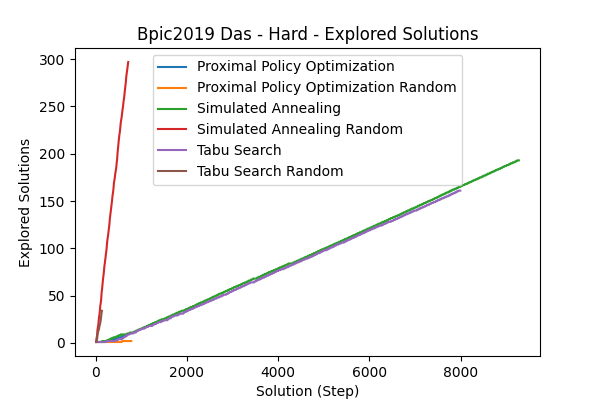 Bpic2019 Das - Hard - Explored Solutions
300
250
200
150
100
50
0
Explored Solutions
Proximal Policy Optimization
Proximal Policy Optimization Random
Simulated Annealing
Simulated Annealing Random
Tabu Search
Tabu Search Random
0 2000 4000 6000 8000
Solution (Step)